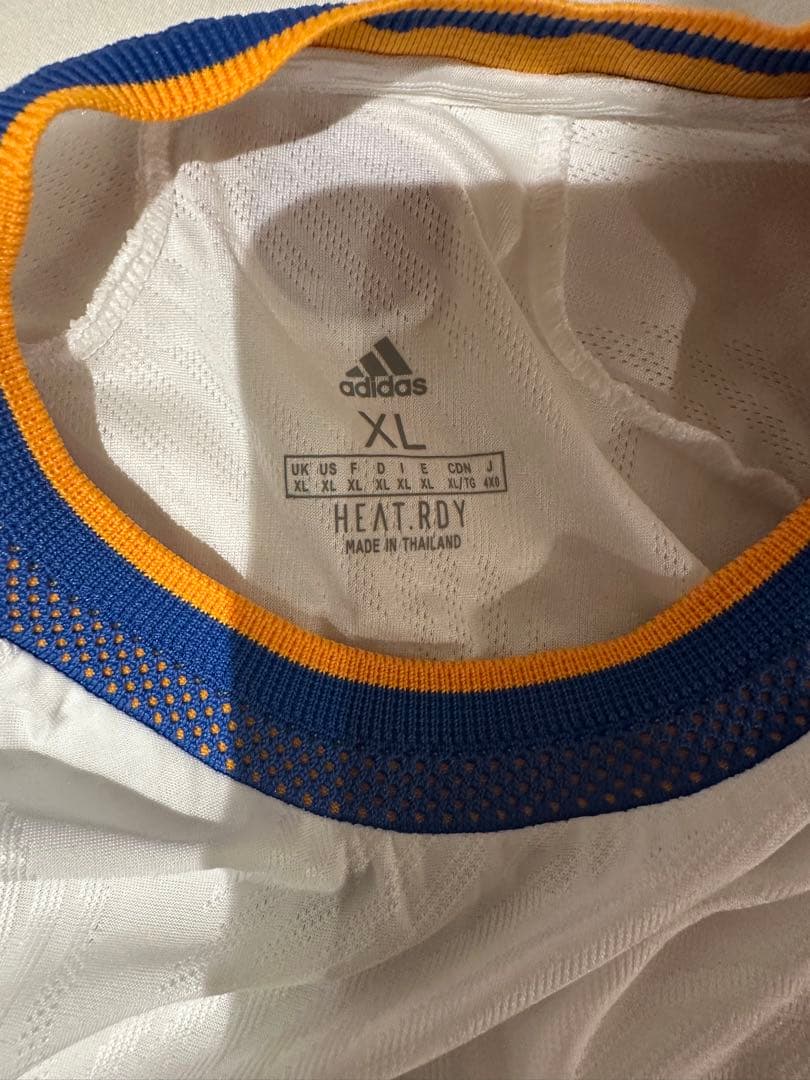 adidas
XL
UK US F D I E CDN J
XL XL XL XL XL XL XL/TG 4XO
HEAT.RDY
MADE IN THAILAND